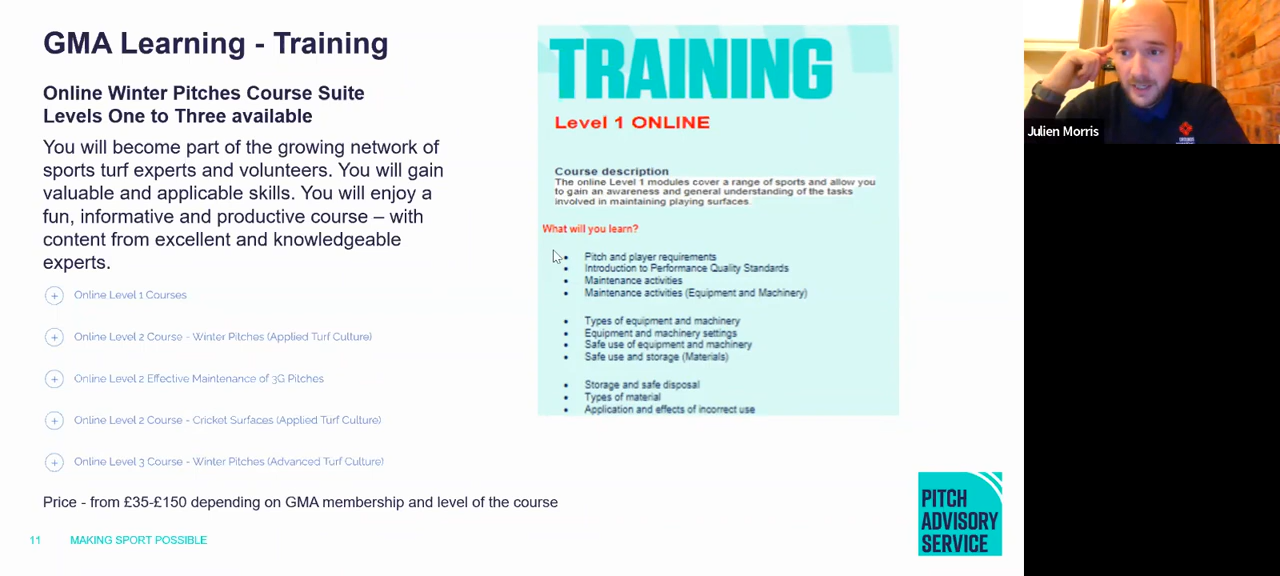 GMA Learning - Training
Online Winter Pitches Course Suite
Levels One to Three available
You will become part of the growing network of
sports turf experts and volunteers. You will gain
valuable and applicable skills. You will enjoy a
fun, informative and productive course – with
content from excellent and knowledgeable
experts.
Online Level 1 Courses
Online Level 2 Course - Winter Pitches (Applied Turf Culture)
Online Level 2 Effective Maintenance of 3G Pitches
Online Level 2 Course - Cricket Surfaces (Applied Turf Culture)
Online Level 3 Course - Winter Pitches (Advanced Turf Culture)
Price - from £35-£150 depending on GMA membership and level of the course
11 MAKING SPORT POSSIBLE
TRAINING
Level 1 ONLINE
Course description
The online Level 1 modules cover a range of sports and allow you
to gain an awareness and general understanding of the tasks
involved in maintaining playing surfaces.
What will you learn?
• Pitch and player requirements
• Introduction to Performance Quality Standards
• Maintenance activities
• Maintenance activities (Equipment and Machinery)
• Types of equipment and machinery
• Equipment and machinery settings
• Safe use of equipment and machinery
• Safe use and storage (Materials)
• Storage and safe disposal
• Types of material
• Application and effects of incorrect use
PITCH
ADVISORY
SERVICE
Julien Morris